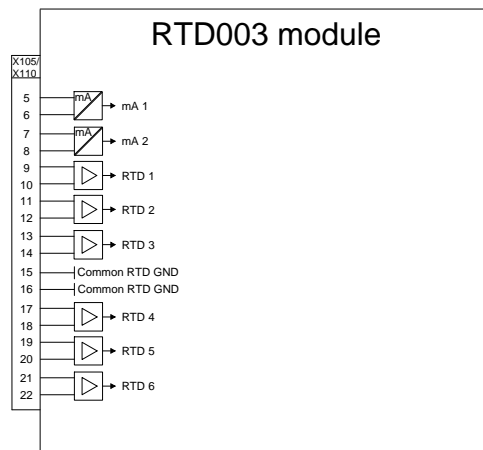 RTD003 module
X105/
X110
5
mA
mA 1
6
7
mA
mA 2
8
9
RTD 1
10
11
RTD 2
12
13
RTD 3
14
15 Common RTD GND
16 Common RTD GND
17
RTD 4
18
19
RTD 5
20
21
RTD 6
22